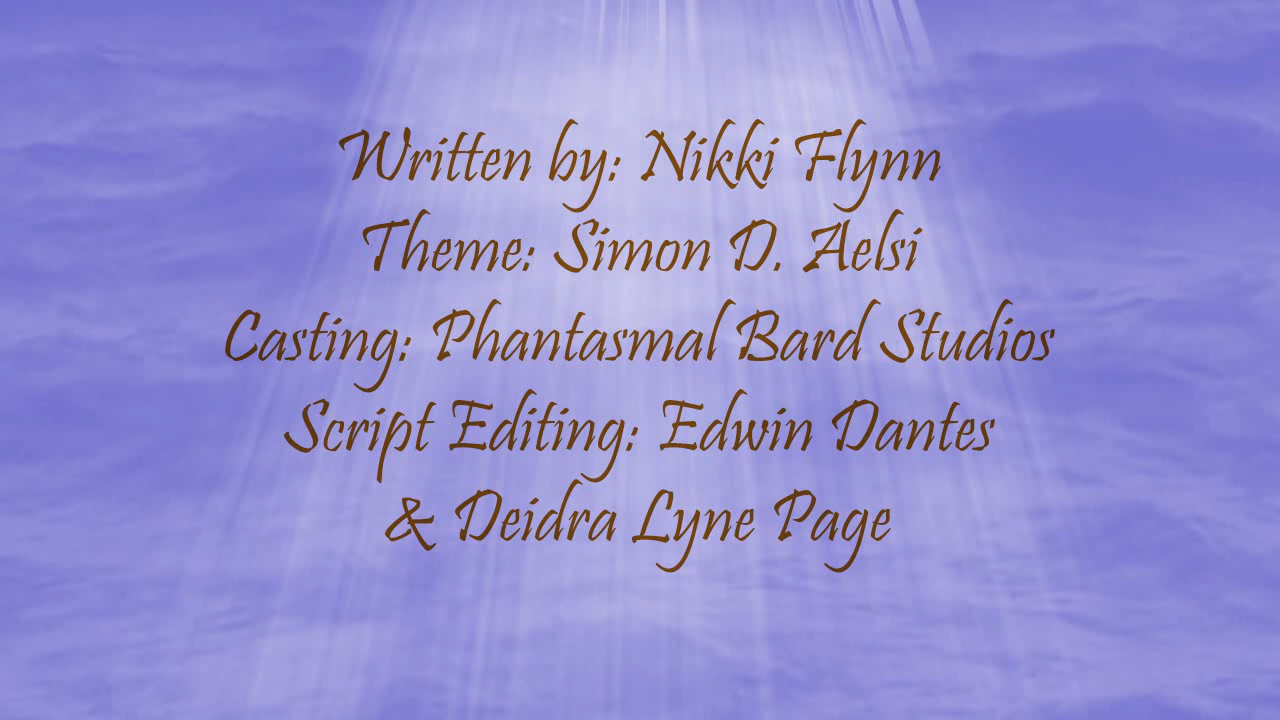 Written by: Nikki Flynn
Theme: Simon D. Aelsi
Casting: Phantasmal Bard Studios
Script Editing: Edwin Dantes
& Deidra Lyne Page